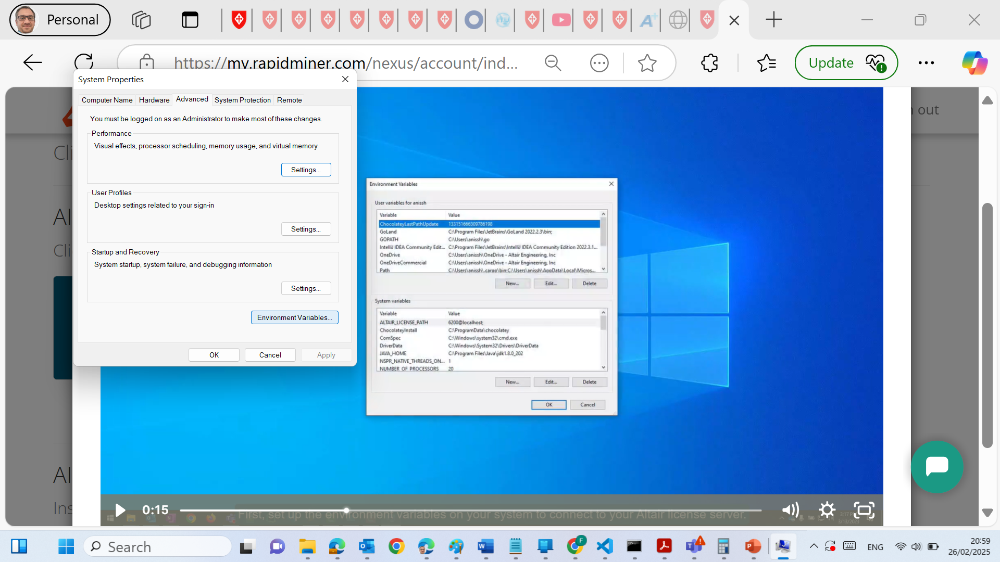 Personal
https://my.rapidminer.com/nexus/account/ind...
Update
System Properties
Computer Name
Hardware
Advanced
System Protection
Remote
You must be logged on as an Administrator to make most of these changes.
Performance
Visual effects, processor scheduling, memory usage, and virtual memory
Settings...
User Profiles
Desktop settings related to your sign-in
Settings...
Startup and Recovery
System startup, system failure, and debugging information
Settings...
Environment Variables...
OK
Cancel
Apply
out
Cli
Al
Cli
Al
Ins
Environment Variables
User variables for anissh
Variable Value
ChocolateyLastPathUpdate 133151666309786198
GoLand C:\Program Files\JetBrains\GoLand 2022.2.3\bin;
GOPATH C:\Users\anissh\go
IntelliJ IDEA Community Edit... C:\Program Files\JetBrains\IntelliJ IDEA Community Edition 2022.3.1...
OneDrive C:\Users\anissh\OneDrive - Altair Engineering, Inc
OneDriveCommercial C:\Users\anissh\OneDrive - Altair Engineering, Inc
Path C:\Users\anissh\.cargo\bin;C:\Users\anissh\AppData\Local\Micros...
New...
Edit...
Delete
System variables
Variable Value
ALTAIR_LICENSE_PATH 6200@localhost;
ChocolateyInstall C:\ProgramData\chocolatey
ComSpec C:\Windows\system32\cmd.exe
DriverData C:\Windows\System32\Drivers\DriverData
JAVA_HOME C:\Program Files\Java\jdk1.8.0_202
NSPR_NATIVE_THREADS_ON... 1
NUMBER_OF_PROCESSORS 20
New...
Edit...
Delete
OK
Cancel
0:15
First, set up the environment variables on your system to connect to your Altair license server.
3:17 P
3/13/2023
Search
ENG
20:59
26/02/2025